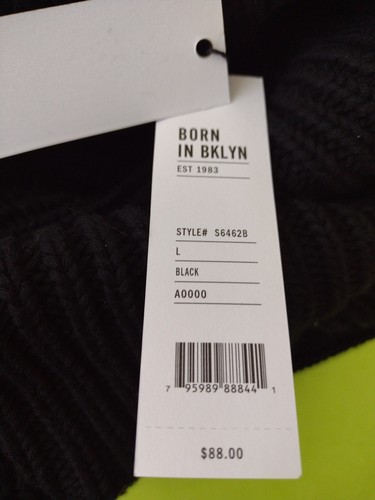 BORN
IN BKLYN
EST 1983
STYLE# S6462B
L
BLACK
A0000
7 95989 88844 1
$88.00